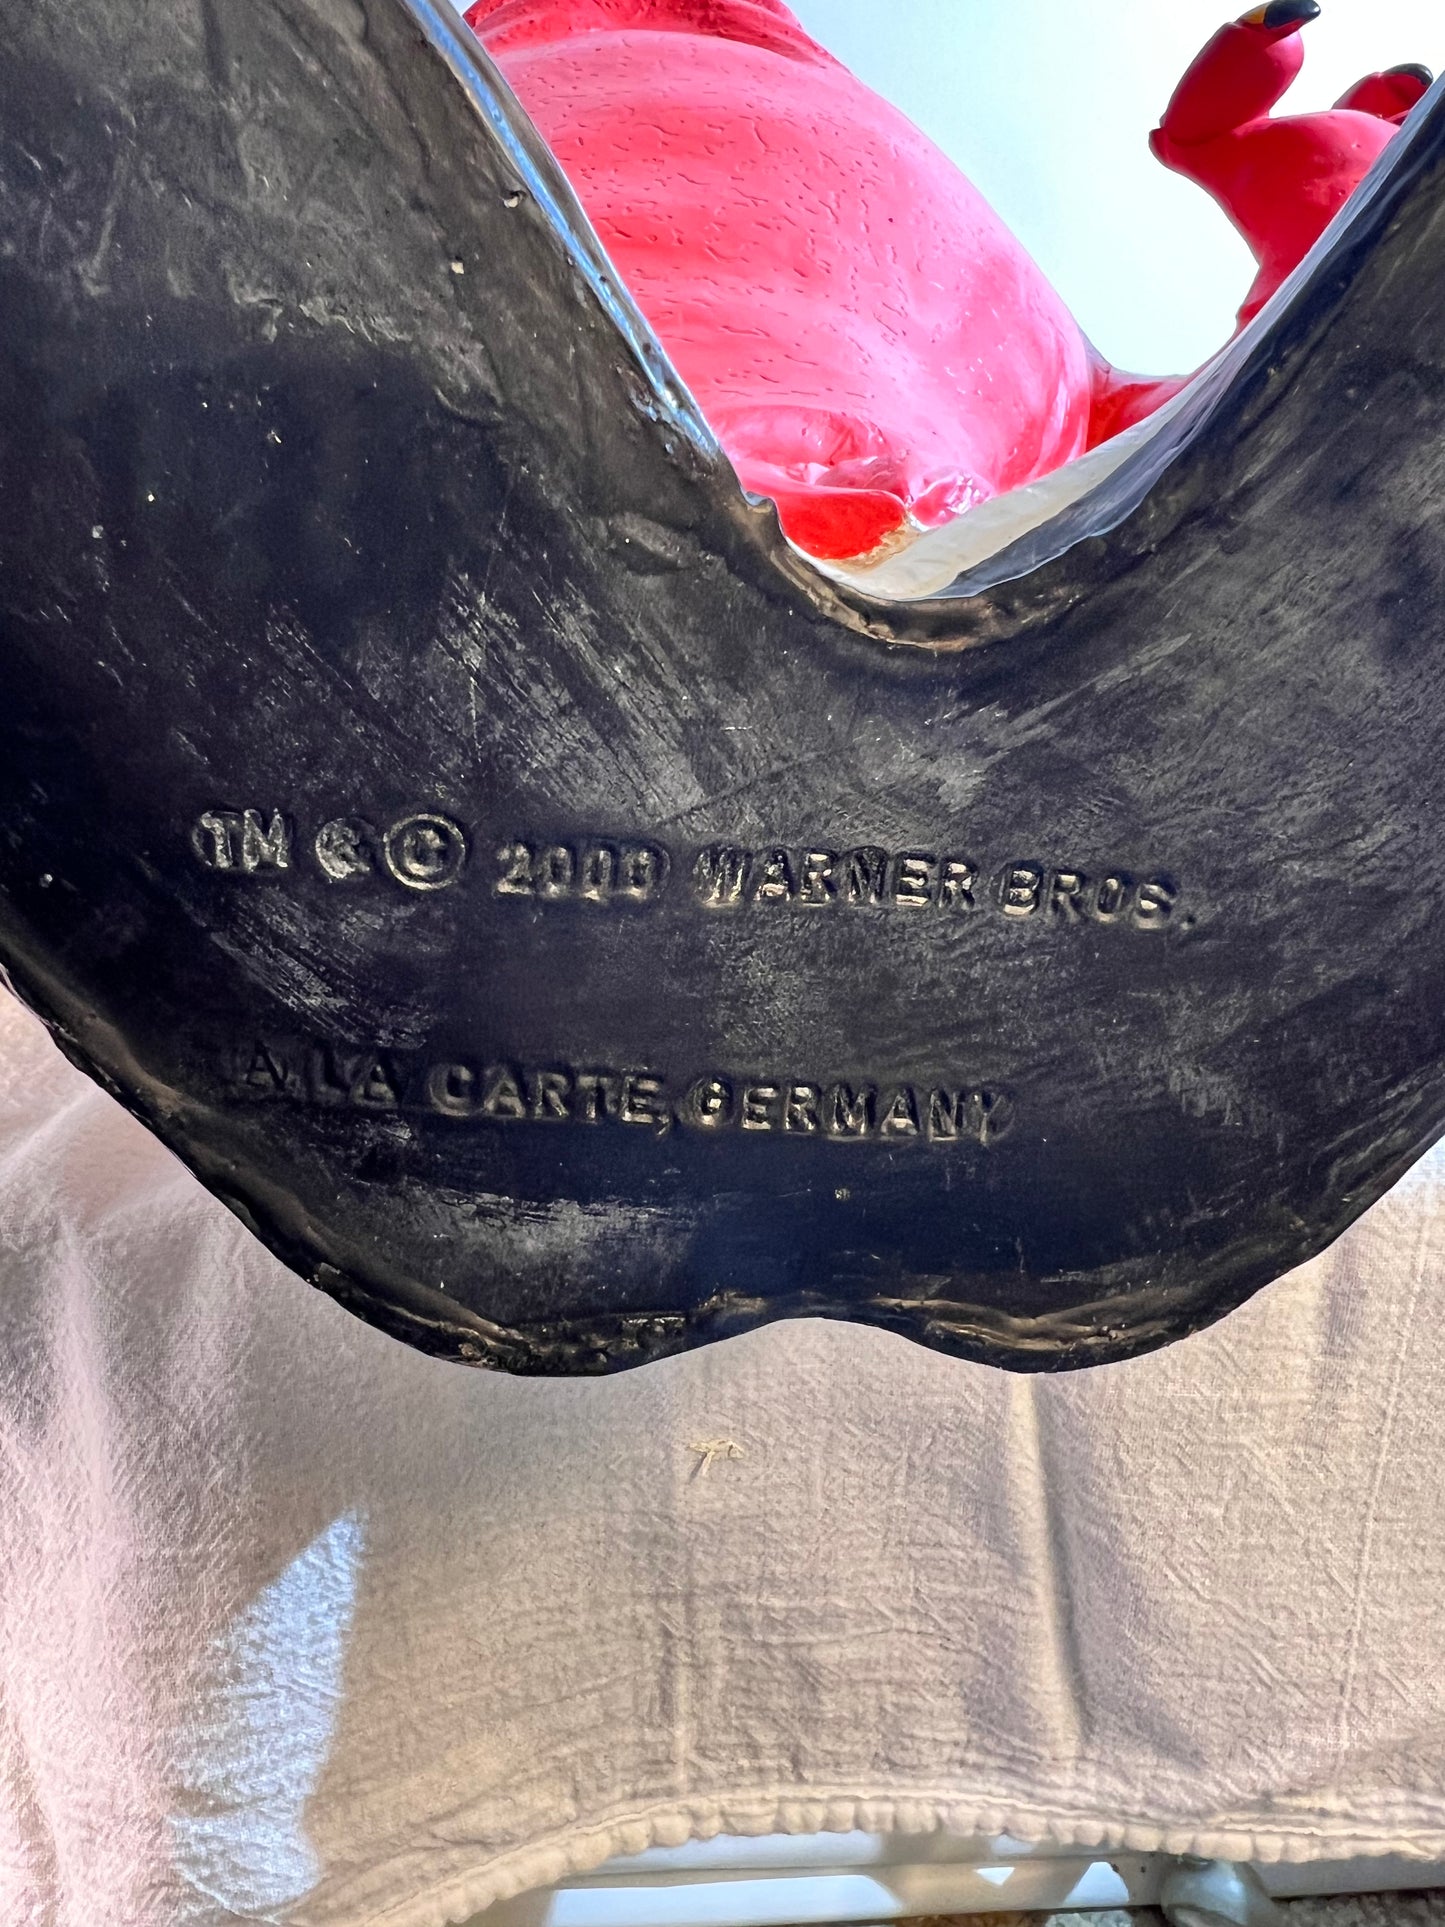 TM & © 2000 WARNER BROS.
A LA CARTE, GERMANY